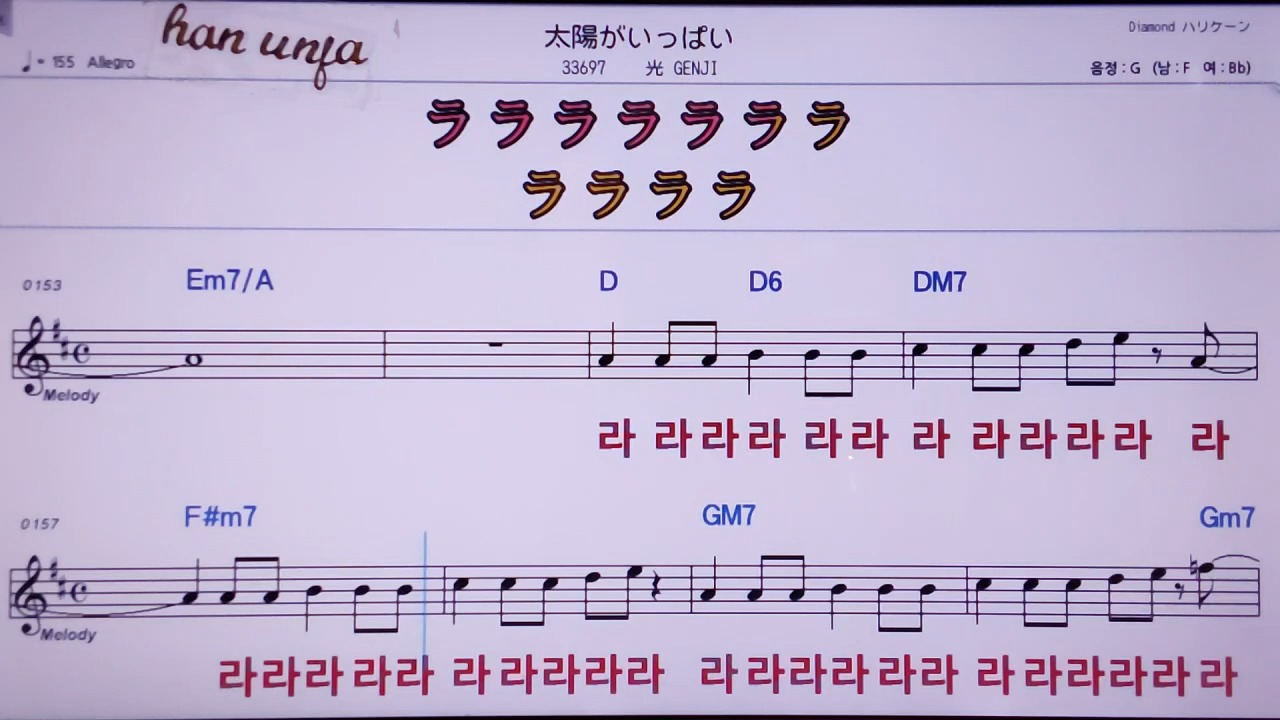 han unja
太陽がいっぱい
Diamond ハリケーン
♩= 155 Allegro
33697 光 GENJI
음정 : G (남 : F 여 : Bb)
ラ ラ ラ ラ ラ ラ ラ
ラ ラ ラ ラ
0153 Em7/A D D6 DM7
Melody
라 라 라 라 라 라 라 라 라 라 라 라
0157 F#m7 GM7 Gm7
Melody
라 라 라 라 라 라 라 라 라 라 라 라 라 라 라 라 라 라 라 라 라 라